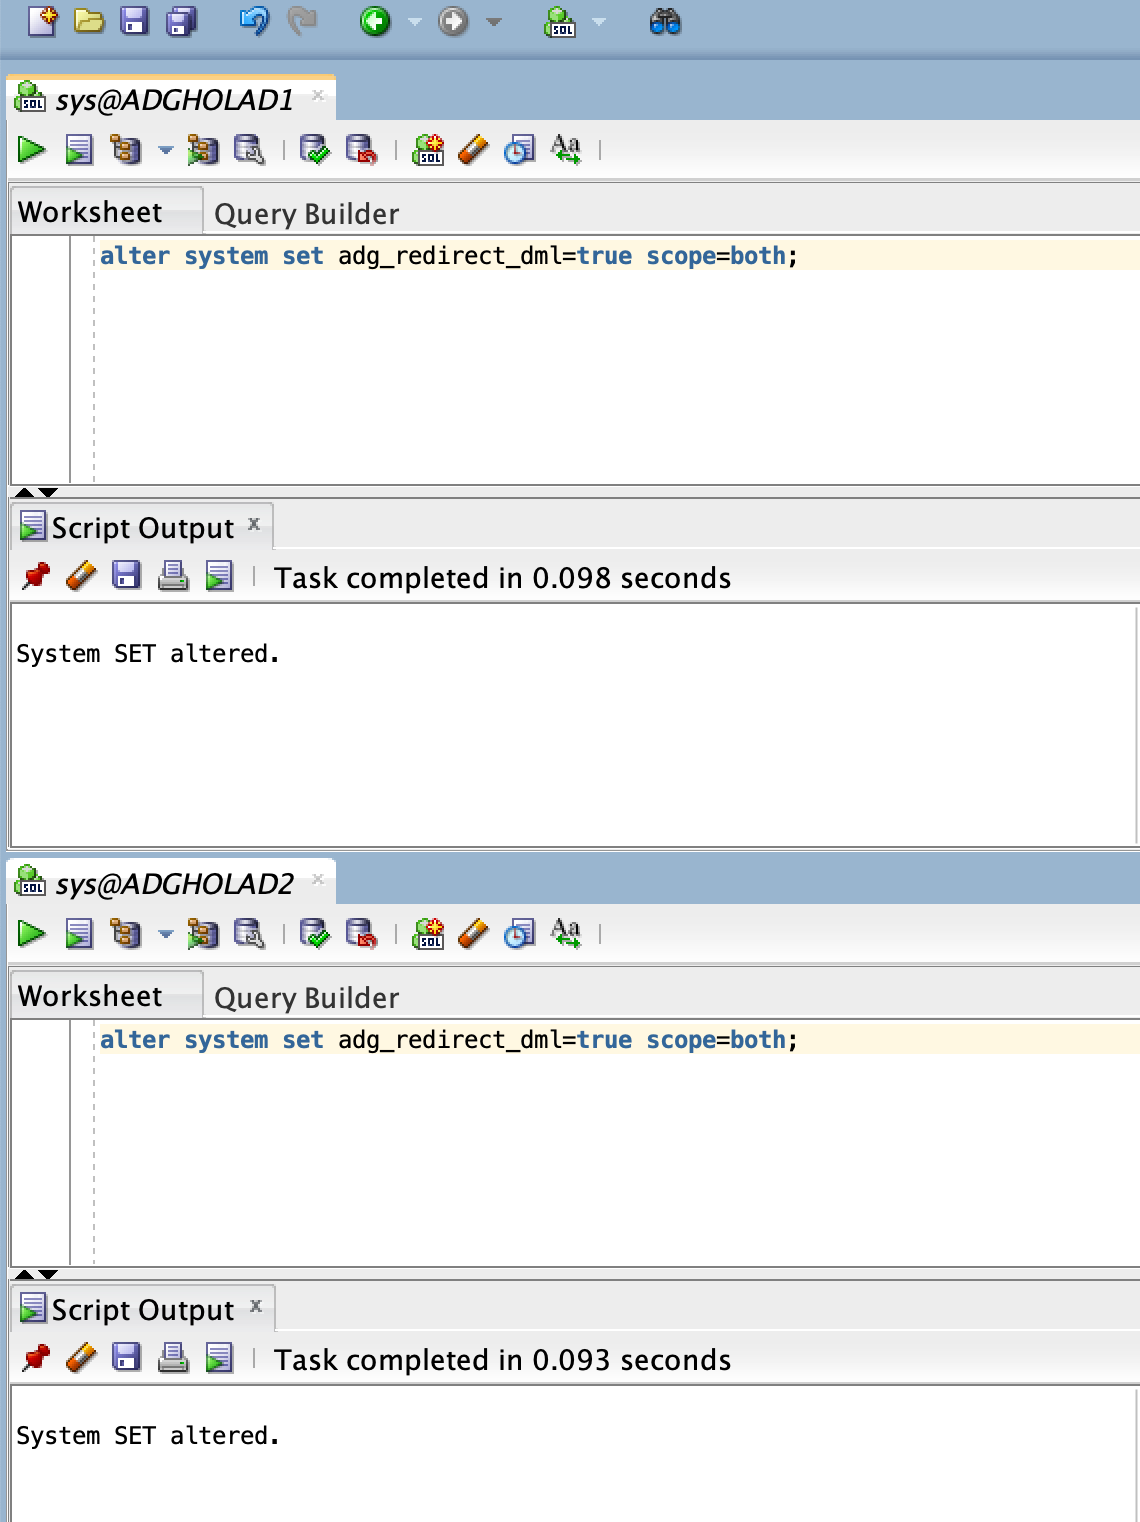 sys@ADGHOLAD1
Worksheet Query Builder
alter system set adg_redirect_dml=true scope=both;
Script Output
Task completed in 0.098 seconds
System SET altered.
sys@ADGHOLAD2
Worksheet Query Builder
alter system set adg_redirect_dml=true scope=both;
Script Output
Task completed in 0.093 seconds
System SET altered.